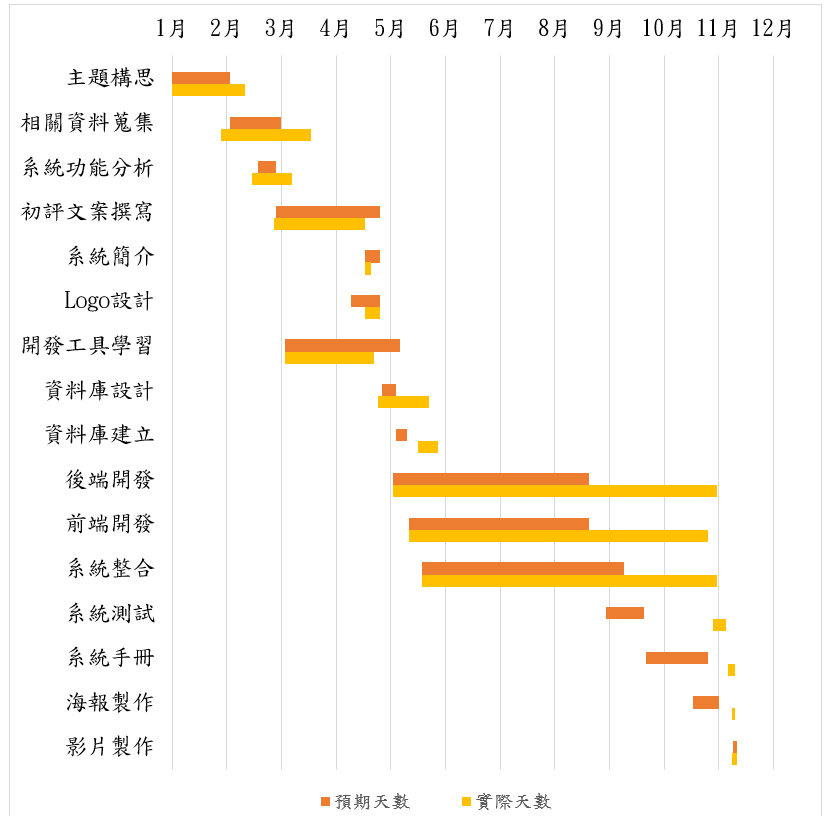 1月 2月 3月 4月 5月 6月 7月 8月 9月 10月 11月 12月
主題構思
相關資料蒐集
系統功能分析
初評文案撰寫
系統簡介
Logo設計
開發工具學習
資料庫設計
資料庫建立
後端開發
前端開發
系統整合
系統測試
系統手冊
海報製作
影片製作
預期天數 實際天數